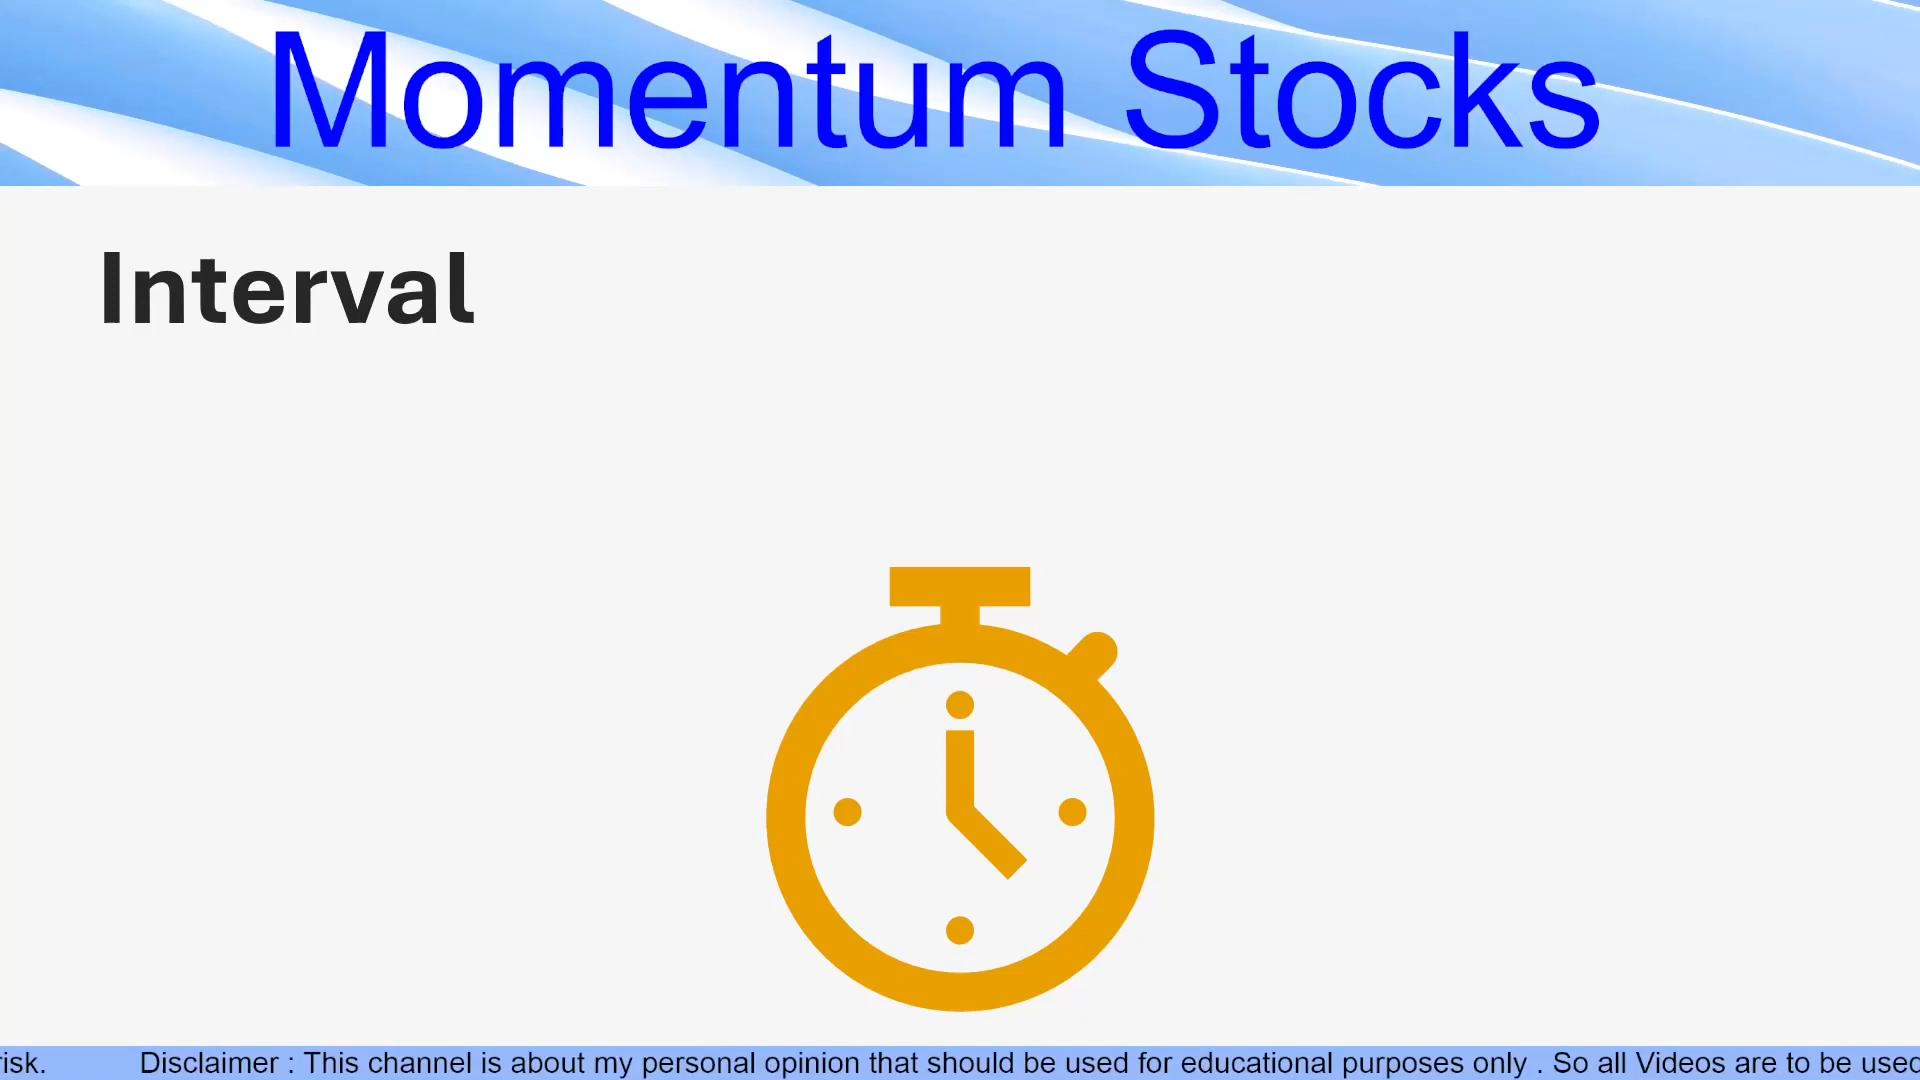 Momentum Stocks
Interval
risk. Disclaimer : This channel is about my personal opinion that should be used for educational purposes only . So all Videos are to be used